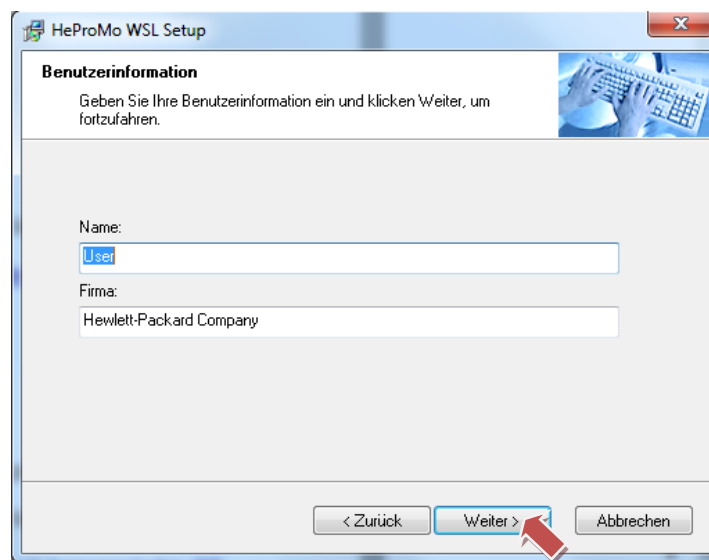 HeProMo WSL Setup
Benutzerinformation
Geben Sie Ihre Benutzerinformation ein und klicken Weiter, um
fortzufahren.
Name:
User
Firma:
Hewlett-Packard Company
< Zurück
Weiter >
Abbrechen